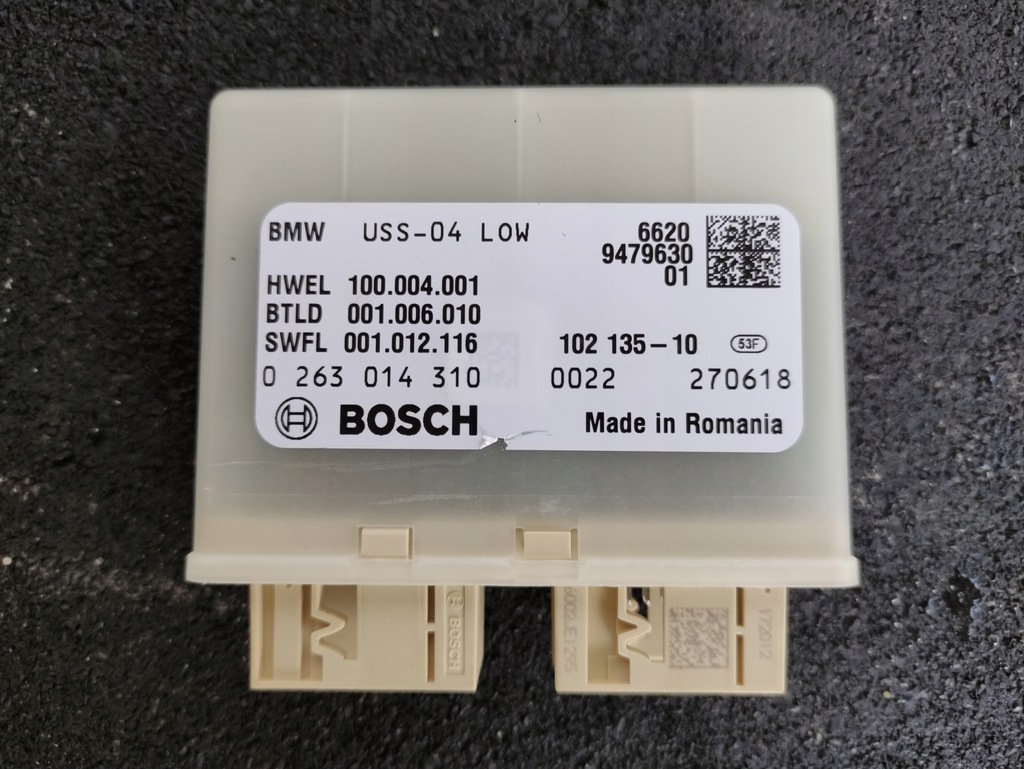 BMW USS-04 LOW 6620
9479630
01
HWEL 100.004.001
BTLD 001.006.010
SWFL 001.012.116 102 135-10 53F
0 263 014 310 0022 270618
BOSCH Made in Romania
BOSCH